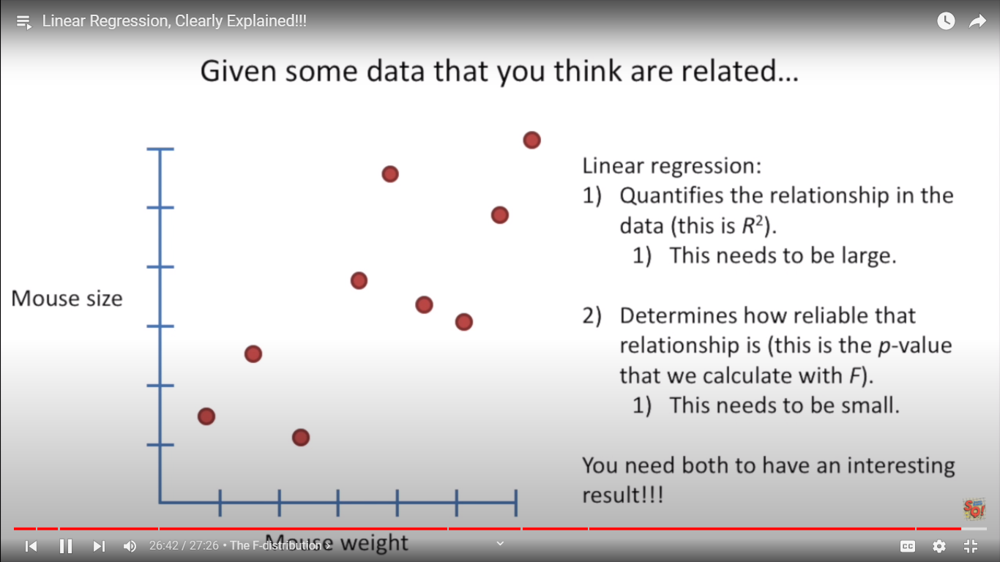 Linear Regression, Clearly Explained!!!
Given some data that you think are related...
Linear regression:
1) Quantifies the relationship in the
data (this is R²).
1) This needs to be large.
Mouse size
2) Determines how reliable that
relationship is (this is the p-value
that we calculate with F).
1) This needs to be small.
You need both to have an interesting
result!!!
SQ!
Mouse weight
26:42 / 27:26 • The F-distribution ›
CC